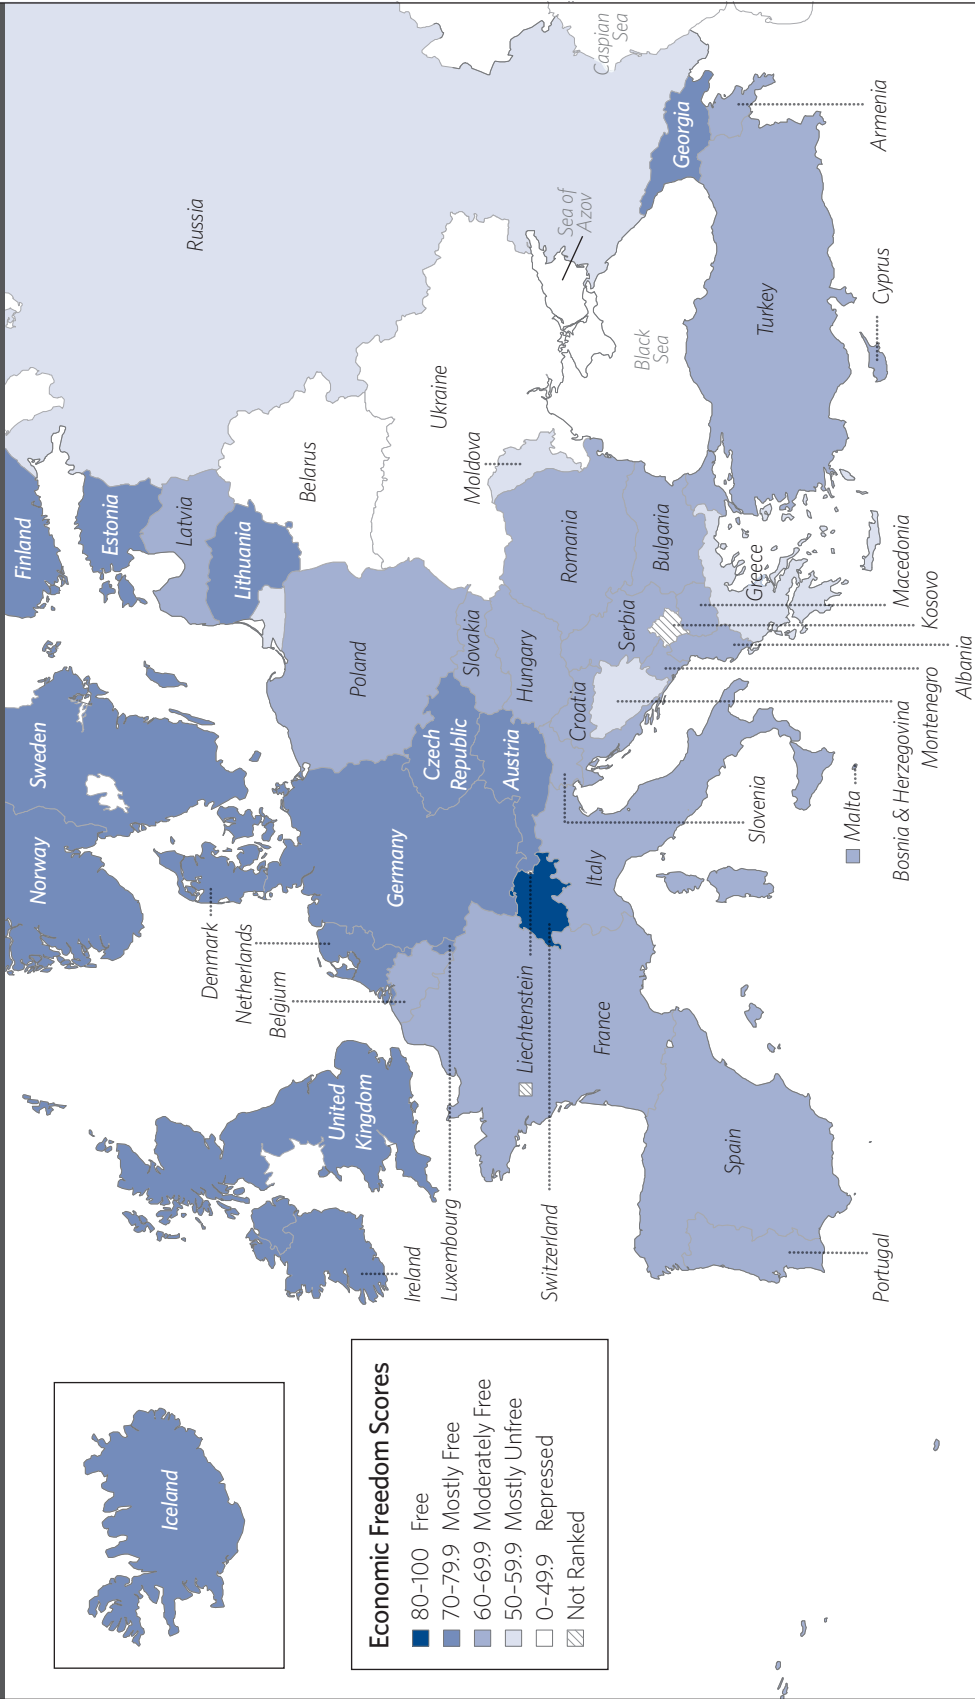 Iceland
Economic Freedom Scores
80–100 Free
70–79.9 Mostly Free
60–69.9 Moderately Free
50–59.9 Mostly Unfree
0–49.9 Repressed
Not Ranked
Norway
Sweden
Finland
Russia
Estonia
Latvia
Lithuania
Denmark
Netherlands
Belgium
Belarus
United
Kingdom
Ireland
Germany
Poland
Ukraine
Luxembourg
Czech
Republic
Slovakia
Moldova
Switzerland
Liechtenstein
Austria
Hungary
Romania
Sea of
Azov
Caspian
Sea
France
Italy
Croatia
Serbia
Bulgaria
Black
Sea
Georgia
Spain
Slovenia
Greece
Turkey
Portugal
Malta
Cyprus
Armenia
Bosnia & Herzegovina
Montenegro
Albania
Kosovo
Macedonia